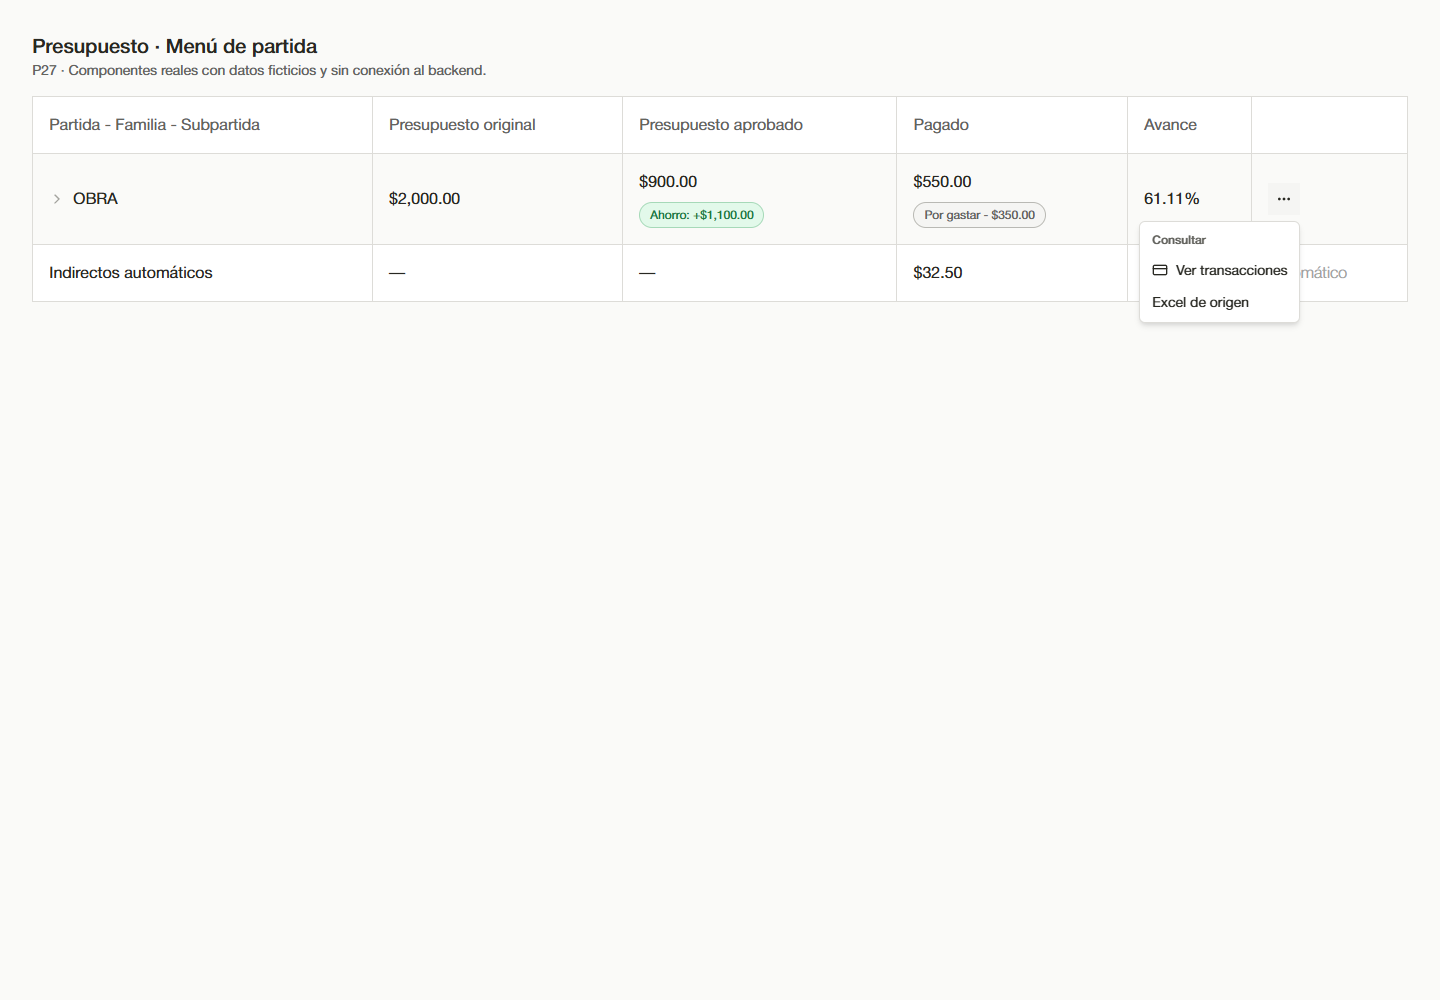 Presupuesto · Menú de partida
P27 · Componentes reales con datos ficticios y sin conexión al backend.
Partida - Familia - Subpartida Presupuesto original Presupuesto aprobado Pagado Avance
OBRA $2,000.00 $900.00 $550.00 61.11%
Ahorro: +$1,100.00 Por gastar - $350.00
Consultar
Indirectos automáticos — — $32.50
Ver transacciones
Excel de origen